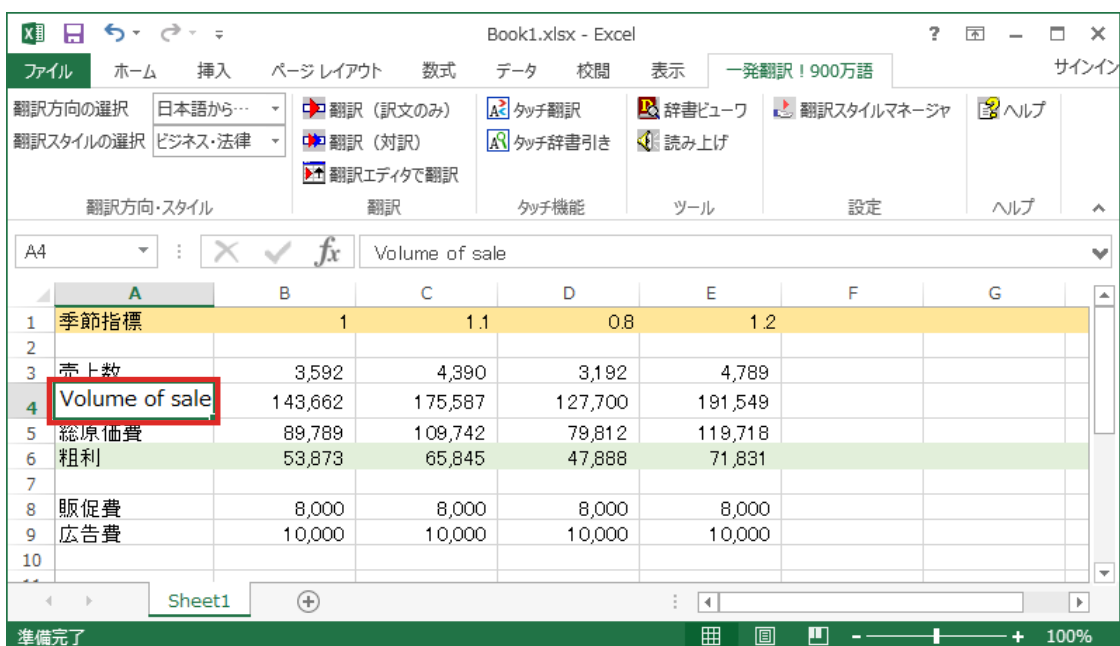 Book1.xlsx - Excel
?
ファイル ホーム 挿入 ページ レイアウト 数式 データ 校閲 表示 一発翻訳！900万語 サインイン
翻訳方向の選択 日本語から… 翻訳（訳文のみ） タッチ翻訳 辞書ビューワ 翻訳スタイルマネージャ ヘルプ
翻訳スタイルの選択 ビジネス・法律 翻訳（対訳） タッチ辞書引き 読み上げ
翻訳エディタで翻訳
翻訳方向・スタイル 翻訳 タッチ機能 ツール 設定 ヘルプ
A4 fx Volume of sale
A B C D E F G
1 季節指標 1 1.1 0.8 1.2
2
3 売上数 3,592 4,390 3,192 4,789
4 Volume of sale 143,662 175,587 127,700 191,549
5 総原価費 89,789 109,742 79,812 119,718
6 粗利 53,873 65,845 47,888 71,831
7
8 販促費 8,000 8,000 8,000 8,000
9 広告費 10,000 10,000 10,000 10,000
10
Sheet1
準備完了 100%